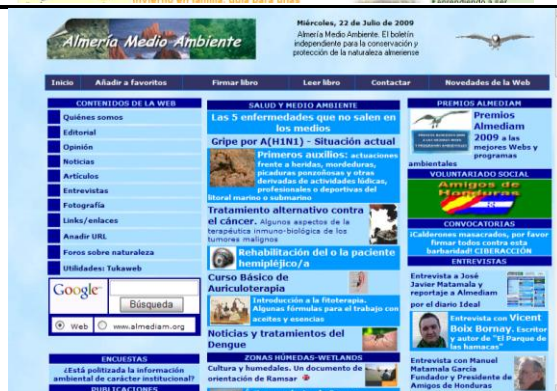 invierno en familia: guía para unas
Almería Medio Ambiente
Miércoles, 22 de Julio de 2009
Almería Medio Ambiente. El boletín
independiente para la conservación y
protección de la naturaleza almeriense
Inicio Añadir a favoritos Firmar libro Leer libro Contactar Novedades de la Web
CONTENIDOS DE LA WEB
Quiénes somos
Editorial
Opinión
Noticias
Artículos
Entrevistas
Fotografía
Links/enlaces
Anadir URL
Foros sobre naturaleza
Utilidades: Tukaweb
Google
Búsqueda
Web www.almediam.org
ENCUESTAS
¿Está politizada la información
ambiental de carácter institucional?
PUBLICACIONES
SALUD Y MEDIO AMBIENTE
Las 5 enfermedades que no salen en
los medios
Gripe por A(H1N1) - Situación actual
Primeros auxilios: actuaciones
frente a heridas, mordeduras,
picaduras ponzoñosas y otras
derivadas de actividades lúdicas,
profesionales o deportivas del
litoral marino o submarino
Tratamiento alternativo contra
el cáncer. Algunos aspectos de la
terapéutica inmuno-biológica de los
tumores malignos
Rehabilitación del o la paciente
hemipléjico/a
Curso Básico de
Auriculoterapia
Introducción a la fitoterapia.
Algunas fórmulas para el trabajo con
aceites y esencias
Noticias y tratamientos del
Dengue
ZONAS HÚMEDAS-WETLANDS
Cultura y humedales. Un documento de
orientación de Ramsar
PREMIOS ALMEDIAM
Premios
Almediam
2009 a las
mejores Webs y
programas
ambientales
VOLUNTARIADO SOCIAL
Amigos de
Honduras
CONVOCATORIAS
¡Calderones masacrados, por favor
firmar todos contra esta
barbaridad! CIBERACCIÓN
ENTREVISTAS
Entrevista a José
Javier Matamala y
reportaje a Almediam
por el diario Ideal
Entrevista con Vicent
Boix Bornay. Escritor
y autor de "El Parque de
las hamacas"
Entrevista con Manuel
Matamala García
Fundador y Presidente de
Amigos de Honduras